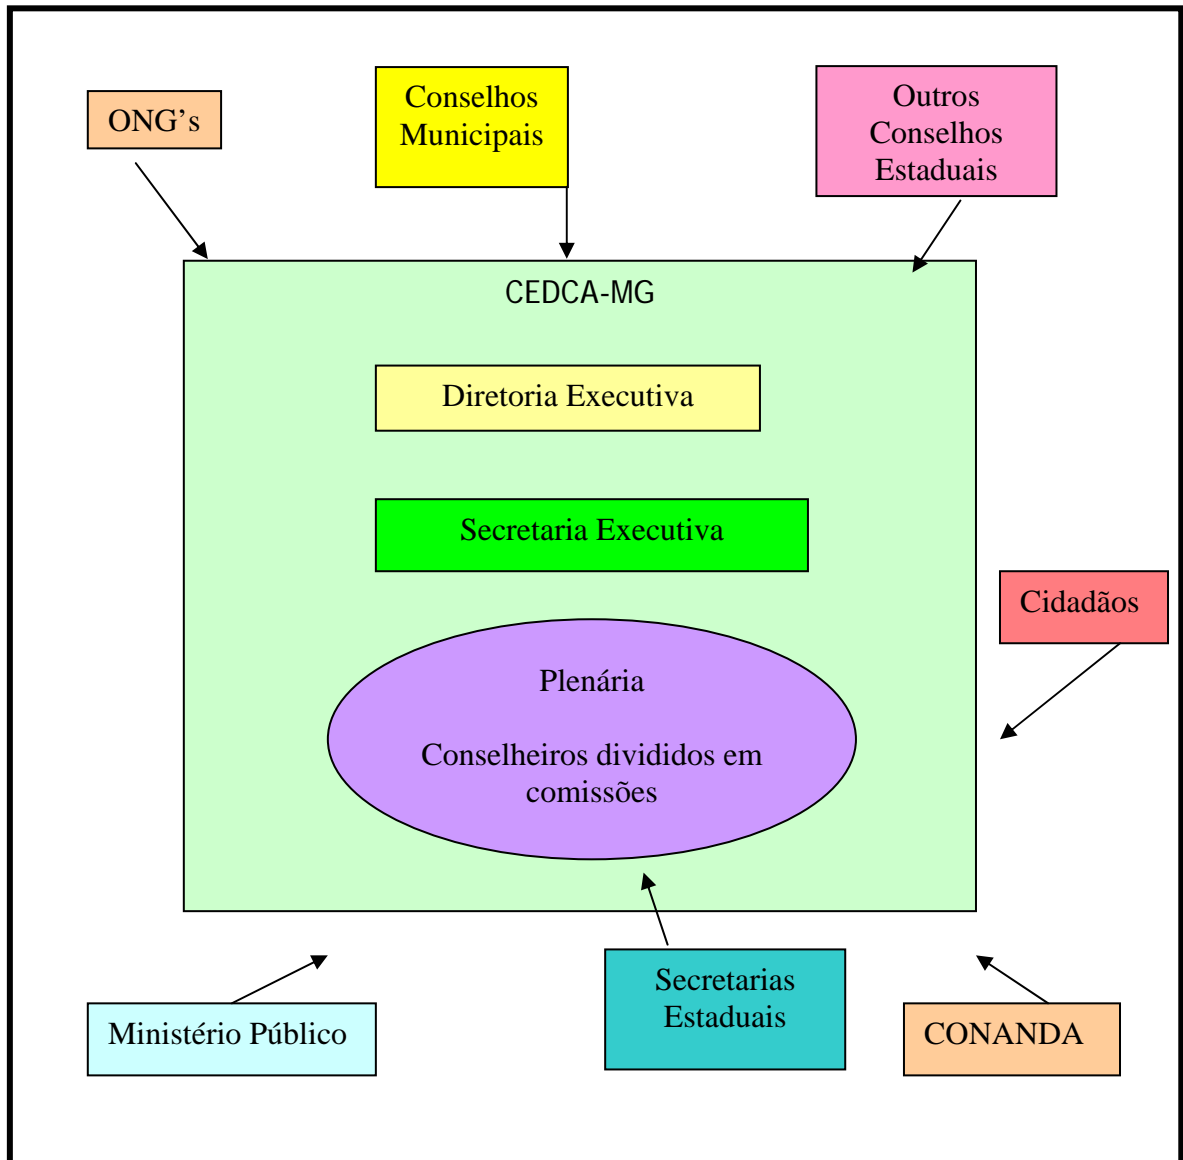 ONG’s
Conselhos
Municipais
Outros
Conselhos
Estaduais
CEDCA-MG
Diretoria Executiva
Secretaria Executiva
Cidadãos
Plenária
Conselheiros divididos em
comissões
Ministério Público
Secretarias
Estaduais
CONANDA